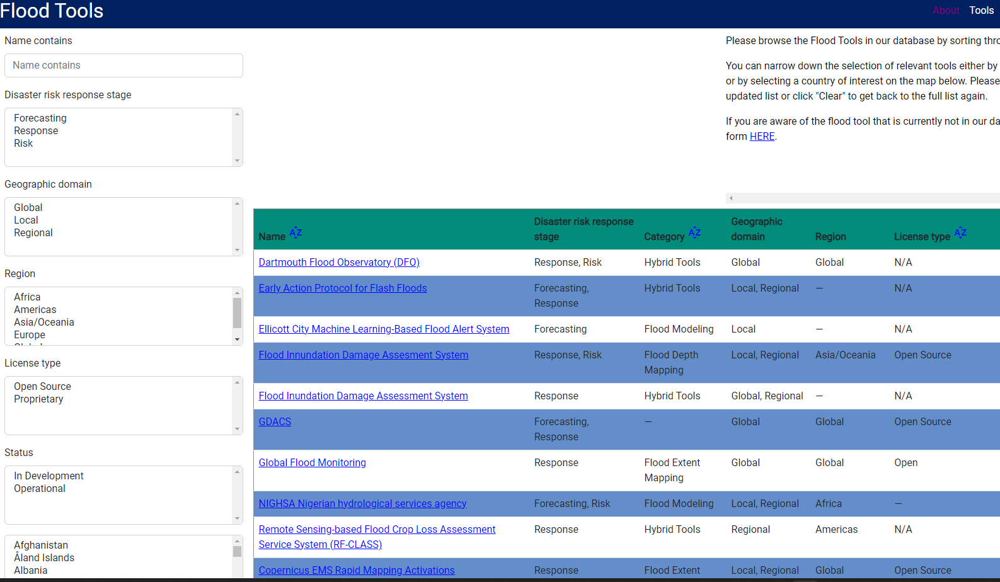 Flood Tools
About Tools
Name contains
Name contains
Disaster risk response stage
Forecasting
Response
Risk
Geographic domain
Global
Local
Regional
Region
Africa
Americas
Asia/Oceania
Europe
License type
Open Source
Proprietary
Status
In Development
Operational
Afghanistan
Åland Islands
Albania
Please browse the Flood Tools in our database by sorting thro
You can narrow down the selection of relevant tools either by
or by selecting a country of interest on the map below. Please
updated list or click "Clear" to get back to the full list again.
If you are aware of the flood tool that is currently not in our da
form HERE.
Name AZ Disaster risk response stage Category AZ Geographic domain Region License type AZ
Dartmouth Flood Observatory (DFO) Response, Risk Hybrid Tools Global Global N/A
Early Action Protocol for Flash Floods Forecasting, Response Hybrid Tools Local, Regional — N/A
Ellicott City Machine Learning-Based Flood Alert System Forecasting Flood Modeling Local — N/A
Flood Innundation Damage Assesment System Response, Risk Flood Depth Mapping Local, Regional Asia/Oceania Open Source
Flood Inundation Damage Assessment System Response Hybrid Tools Global, Regional — N/A
GDACS Forecasting, Response — Global Global Open Source
Global Flood Monitoring Response Flood Extent Mapping Global Global Open
NIGHSA Nigerian hydrological services agency Forecasting, Risk Flood Modeling Local, Regional Africa —
Remote Sensing-based Flood Crop Loss Assessment Service System (RF-CLASS) Response Hybrid Tools Regional Americas N/A
Copernicus EMS Rapid Mapping Activations Response Flood Extent Local, Regional Global Open Source